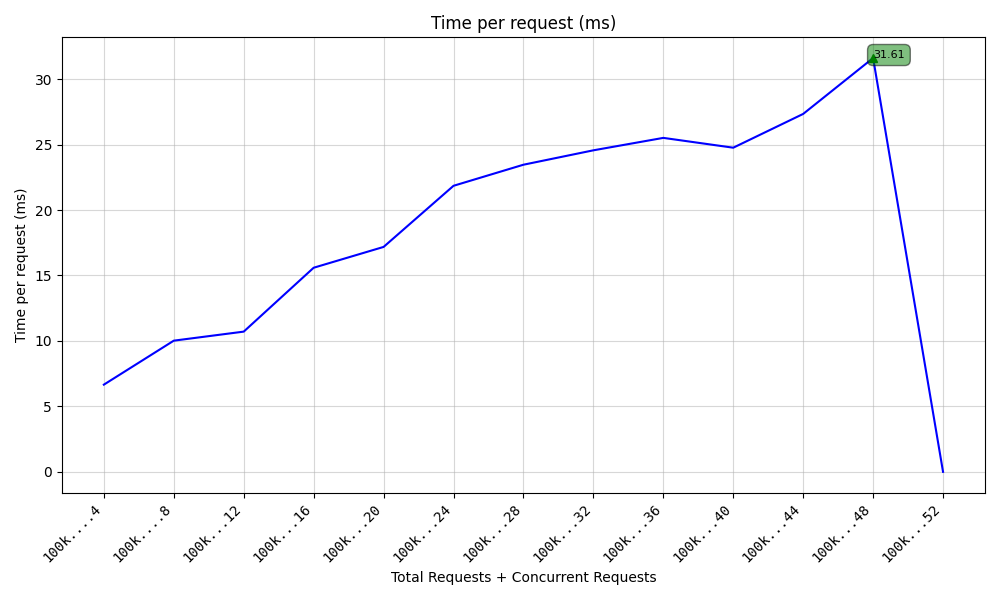 Time per request (ms)
31.61
Time per request (ms)
30
25
20
15
10
5
0
100k....4
100k....8
100k...12
100k...16
100k...20
100k...24
100k...28
100k...32
100k...36
100k...40
100k...44
100k...48
100k...52
Total Requests + Concurrent Requests